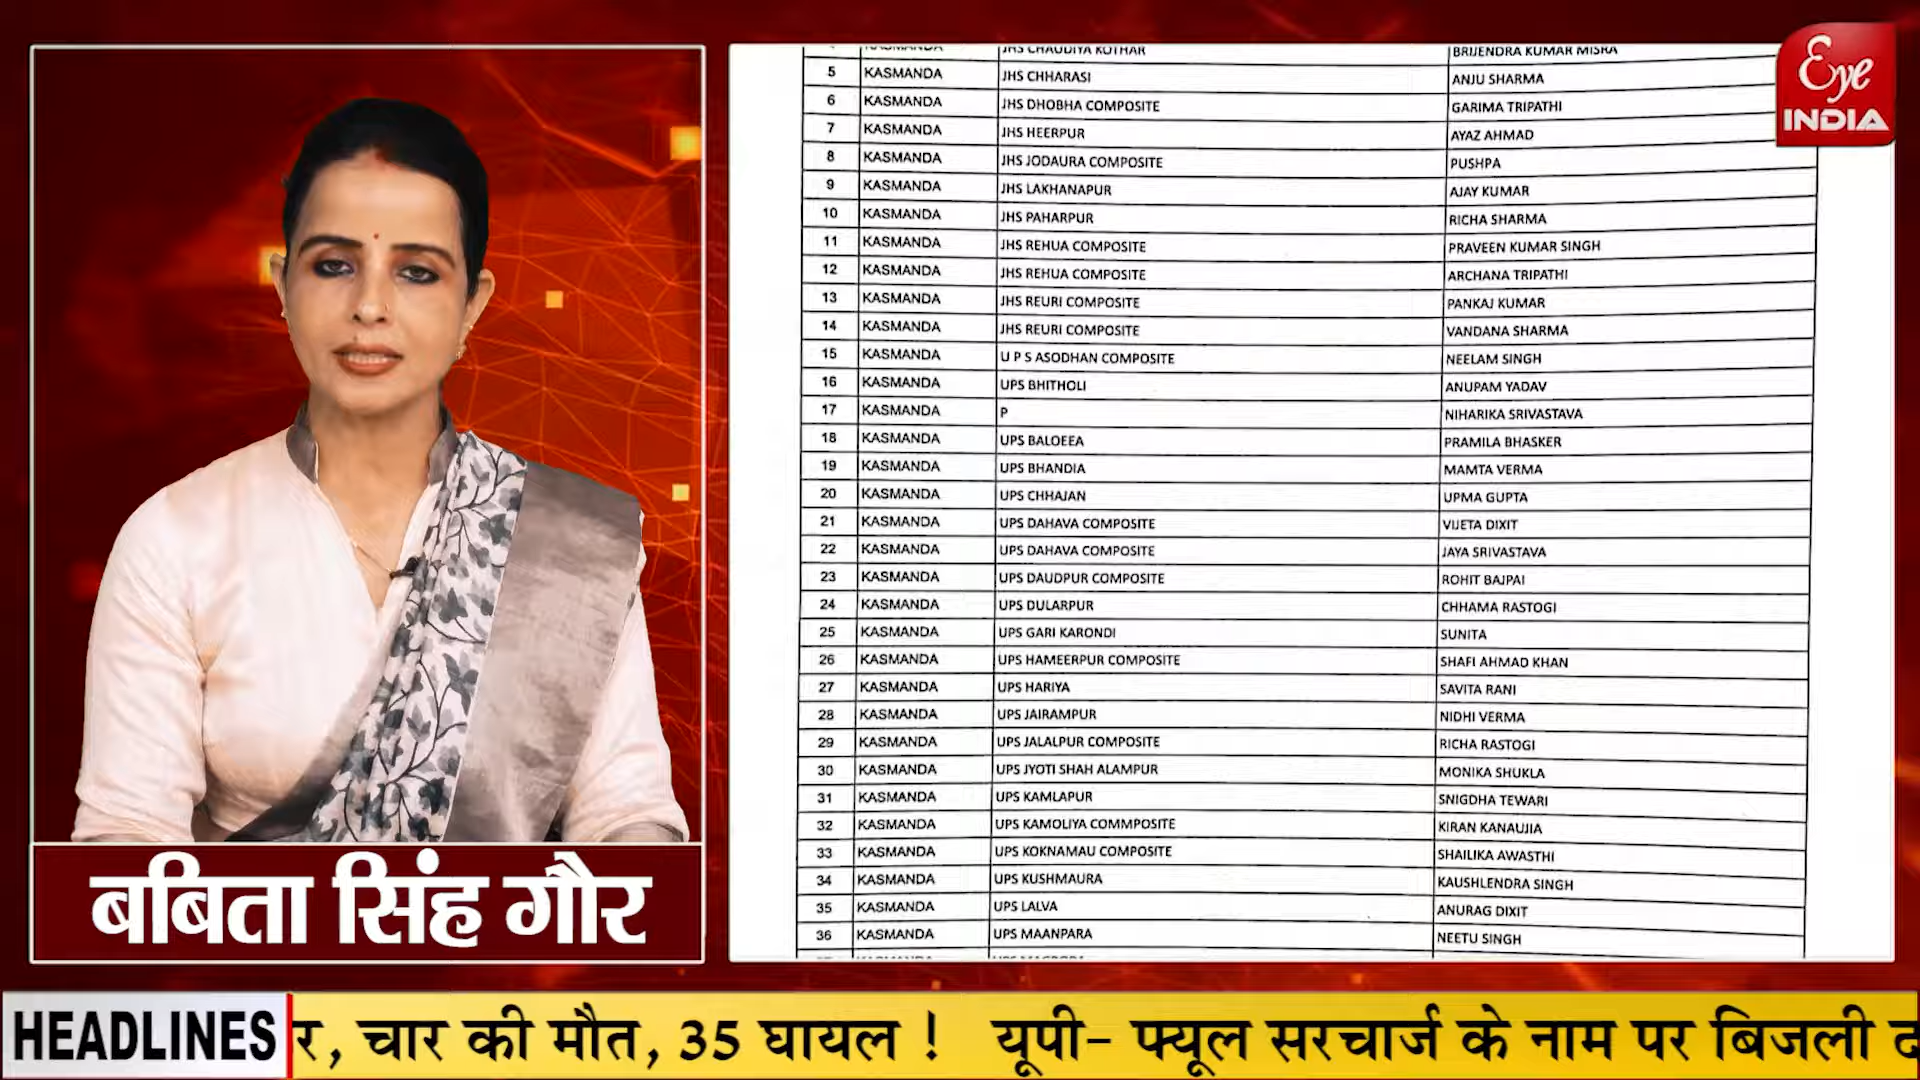 Eye
INDIA
KASMANDA JHS CHAUDIYA KOTHAR BRIJENDRA KUMAR MISRA
5 KASMANDA JHS CHHARASI ANJU SHARMA
6 KASMANDA JHS DHOBHA COMPOSITE GARIMA TRIPATHI
7 KASMANDA JHS HEERPUR AYAZ AHMAD
8 KASMANDA JHS JODAURA COMPOSITE PUSHPA
9 KASMANDA JHS LAKHANAPUR AJAY KUMAR
10 KASMANDA JHS PAHARPUR RICHA SHARMA
11 KASMANDA JHS REHUA COMPOSITE PRAVEEN KUMAR SINGH
12 KASMANDA JHS REHUA COMPOSITE ARCHANA TRIPATHI
13 KASMANDA JHS REURI COMPOSITE PANKAJ KUMAR
14 KASMANDA JHS REURI COMPOSITE VANDANA SHARMA
15 KASMANDA U P S ASODHAN COMPOSITE NEELAM SINGH
16 KASMANDA UPS BHITHOLI ANUPAM YADAV
17 KASMANDA P NIHARIKA SRIVASTAVA
18 KASMANDA UPS BALOEEA PRAMILA BHASKER
19 KASMANDA UPS BHANDIA MAMTA VERMA
20 KASMANDA UPS CHHAJAN UPMA GUPTA
21 KASMANDA UPS DAHAVA COMPOSITE VIJETA DIXIT
22 KASMANDA UPS DAHAVA COMPOSITE JAYA SRIVASTAVA
23 KASMANDA UPS DAUDPUR COMPOSITE ROHIT BAJPAI
24 KASMANDA UPS DULARPUR CHHAMA RASTOGI
25 KASMANDA UPS GARI KARONDI SUNITA
26 KASMANDA UPS HAMEERPUR COMPOSITE SHAFI AHMAD KHAN
27 KASMANDA UPS HARIYA SAVITA RANI
28 KASMANDA UPS JAIRAMPUR NIDHI VERMA
29 KASMANDA UPS JALALPUR COMPOSITE RICHA RASTOGI
30 KASMANDA UPS JYOTI SHAH ALAMPUR MONIKA SHUKLA
31 KASMANDA UPS KAMLAPUR SNIGDHA TEWARI
32 KASMANDA UPS KAMOLIYA COMMPOSITE KIRAN KANAUJIA
33 KASMANDA UPS KOKNAMAU COMPOSITE SHAILIKA AWASTHI
34 KASMANDA UPS KUSHMAURA KAUSHLENDRA SINGH
35 KASMANDA UPS LALVA ANURAG DIXIT
36 KASMANDA UPS MAANPARA NEETU SINGH
बबिता सिंह गौर
HEADLINES र, चार की मौत, 35 घायल ! यूपी- फ्यूल सरचार्ज के नाम पर बिजली